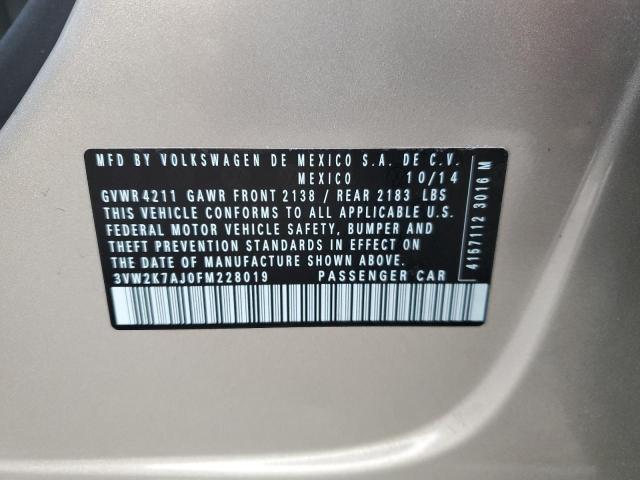 MFD BY VOLKSWAGEN DE MEXICO S.A. DE C.V.
MEXICO 10/14
GVWR 4211 GAWR FRONT 2138 / REAR 2183 LBS
THIS VEHICLE CONFORMS TO ALL APPLICABLE U.S.
FEDERAL MOTOR VEHICLE SAFETY, BUMPER AND
THEFT PREVENTION STANDARDS IN EFFECT ON
THE DATE OF MANUFACTURE SHOWN ABOVE.
3VW2K7AJ0FM228019 PASSENGER CAR
4167112 3016 M